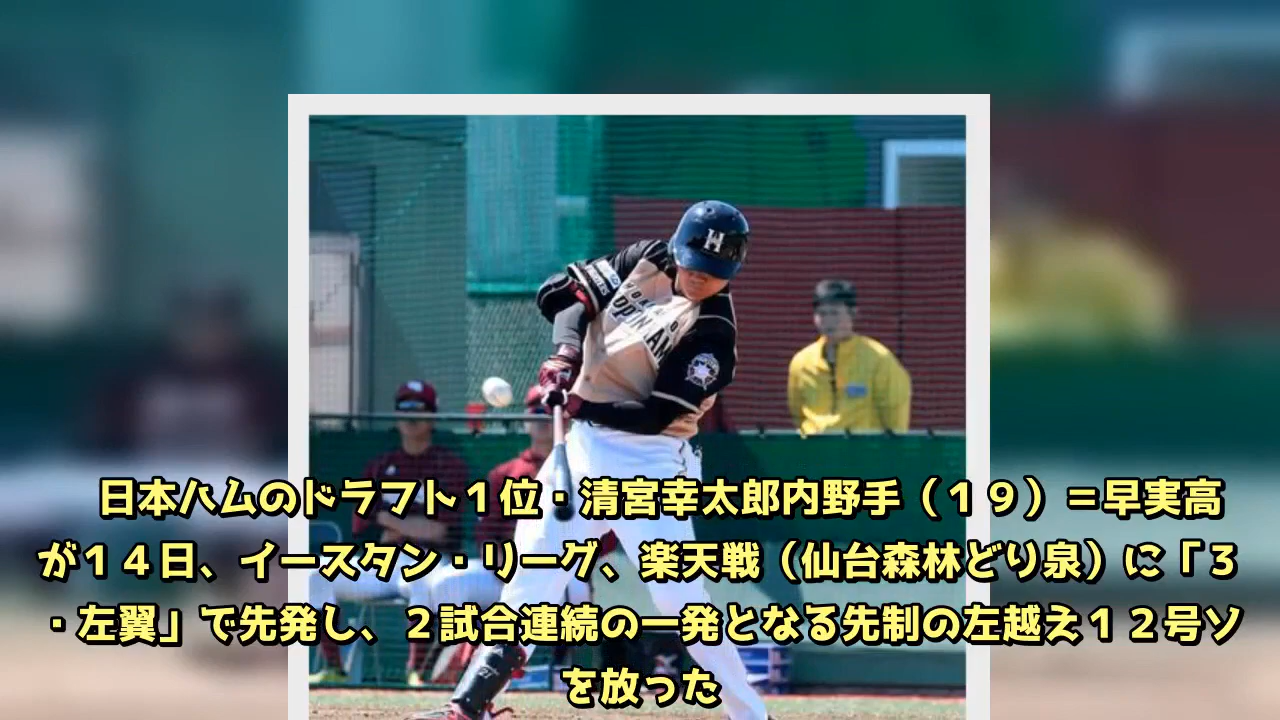 日本ハムのドラフト１位・清宮幸太郎内野手（１９）＝早実高
が１４日、イースタン・リーグ、楽天戦（仙台森林どり泉）に「３
・左翼」で先発し、２試合連続の一発となる先制の左越え１２号ソ
を放った
H